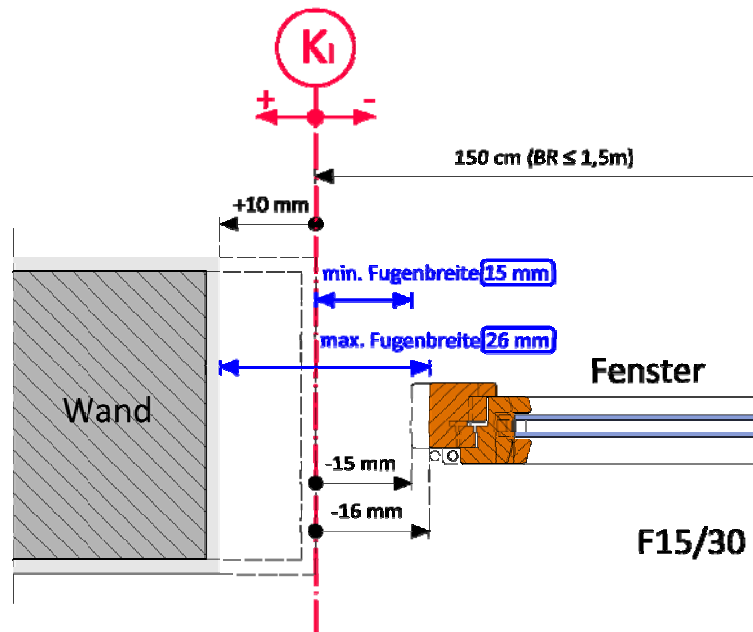 KI
+ -
150 cm (BR ≤ 1,5m)
+10 mm
min. Fugenbreite 15 mm
max. Fugenbreite 26 mm
Fenster
Wand
-15 mm
-16 mm
F15/30